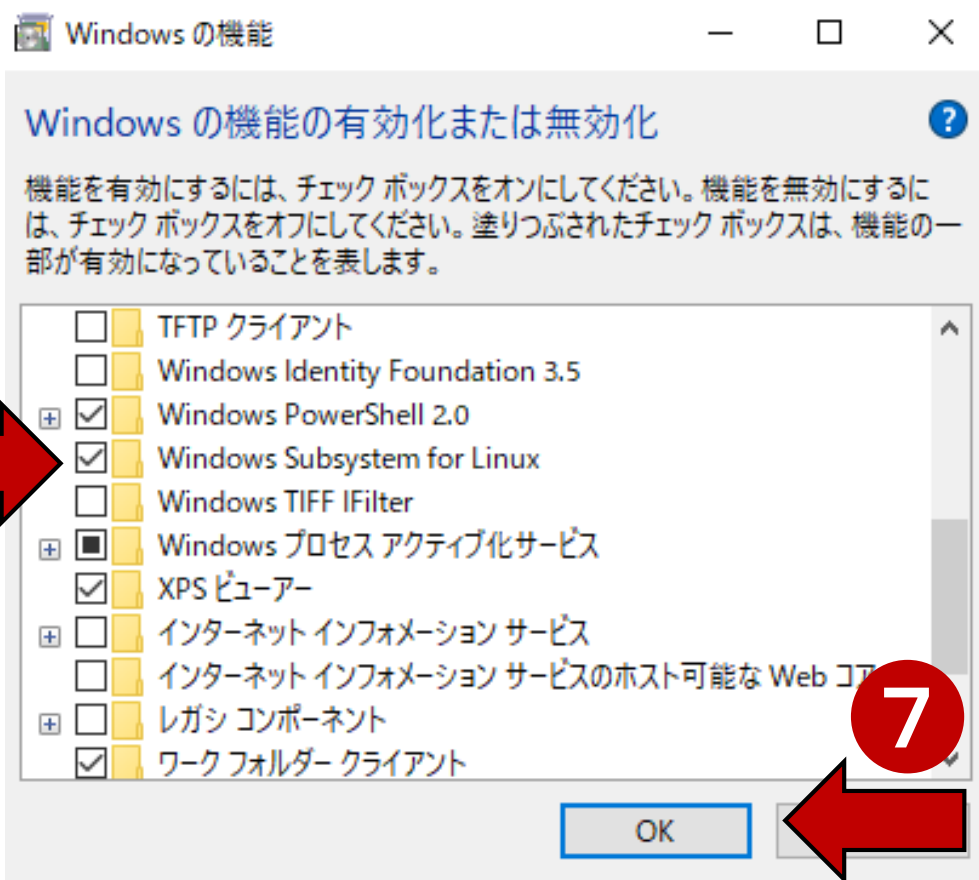 Windows の機能
Windows の機能の有効化または無効化
?
機能を有効にするには、チェック ボックスをオンにしてください。機能を無効にするに
は、チェック ボックスをオフにしてください。塗りつぶされたチェック ボックスは、機能の一
部が有効になっていることを表します。
TFTP クライアント
Windows Identity Foundation 3.5
Windows PowerShell 2.0
Windows Subsystem for Linux
Windows TIFF IFilter
Windows プロセス アクティブ化サービス
XPS ビューアー
インターネット インフォメーション サービス
インターネット インフォメーション サービスのホスト可能な Web コア
レガシ コンポーネント
ワーク フォルダー クライアント
7
OK